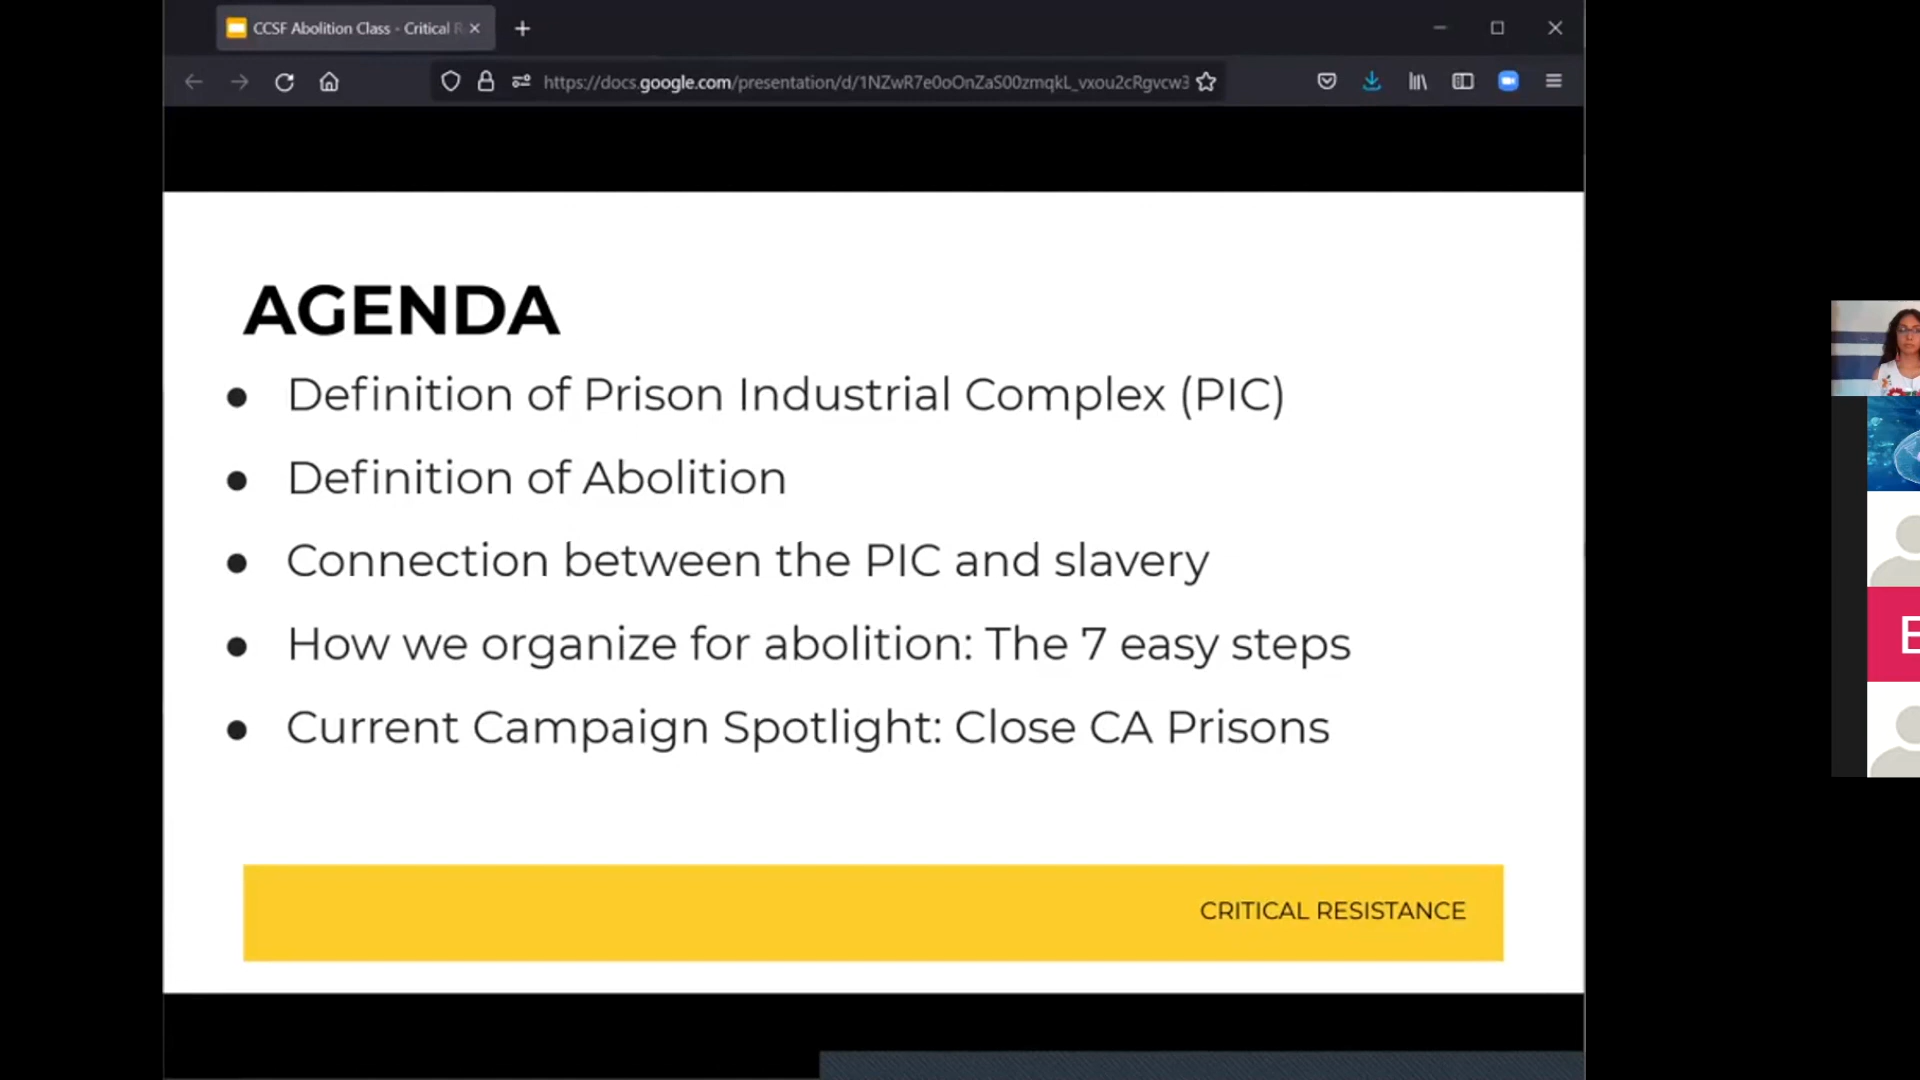 CCSF Abolition Class - Critical R
https://docs.google.com/presentation/d/1NZwR7e0oOnZaS00zmqkL_vxou2cRgvcw3
AGENDA
● Definition of Prison Industrial Complex (PIC)
● Definition of Abolition
● Connection between the PIC and slavery
● How we organize for abolition: The 7 easy steps
● Current Campaign Spotlight: Close CA Prisons
CRITICAL RESISTANCE
E